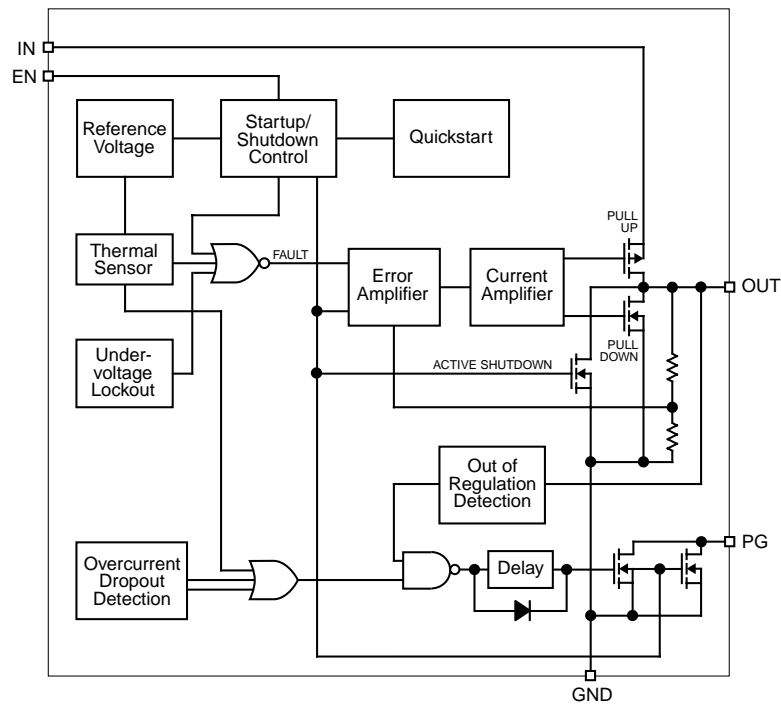 IN
EN
Reference
Voltage
Startup/
Shutdown
Control
Quickstart
Thermal
Sensor
FAULT
Error
Amplifier
Current
Amplifier
PULL
UP
OUT
PULL
DOWN
Under-
voltage
Lockout
ACTIVE SHUTDOWN
Out of
Regulation
Detection
Overcurrent
Dropout
Detection
Delay
PG
GND